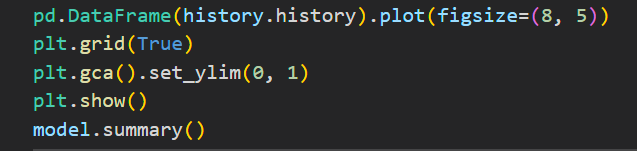 pd.DataFrame(history.history).plot(figsize=(8, 5))
plt.grid(True)
plt.gca().set_ylim(0, 1)
plt.show()
model.summary()